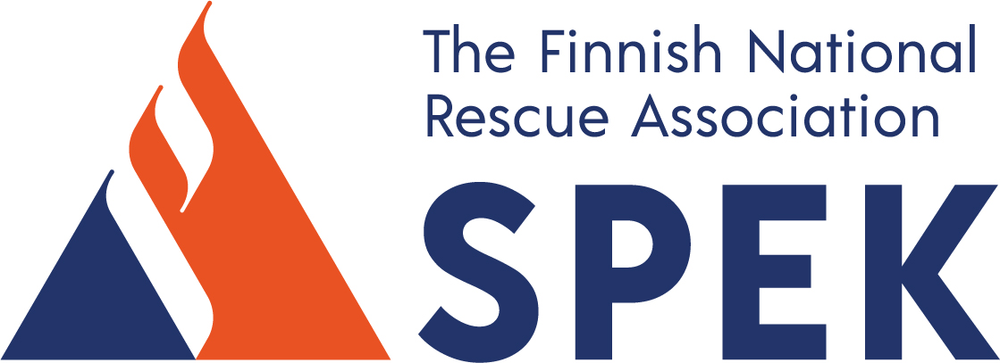 The Finnish National
Rescue Association
SPEK